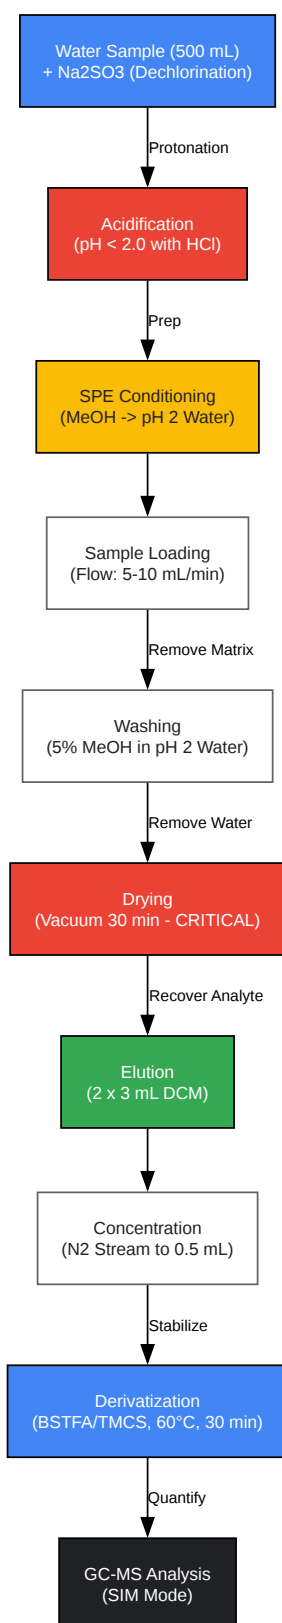 Water Sample (500 mL)
+ Na2SO3 (Dechlorination)
Protonation
Acidification
(pH < 2.0 with HCl)
Prep
SPE Conditioning
(MeOH -> pH 2 Water)
Sample Loading
(Flow: 5-10 mL/min)
Remove Matrix
Washing
(5% MeOH in pH 2 Water)
Remove Water
Drying
(Vacuum 30 min - CRITICAL)
Recover Analyte
Elution
(2 x 3 mL DCM)
Concentration
(N2 Stream to 0.5 mL)
Stabilize
Derivatization
(BSTFA/TMCS, 60°C, 30 min)
Quantify
GC-MS Analysis
(SIM Mode)